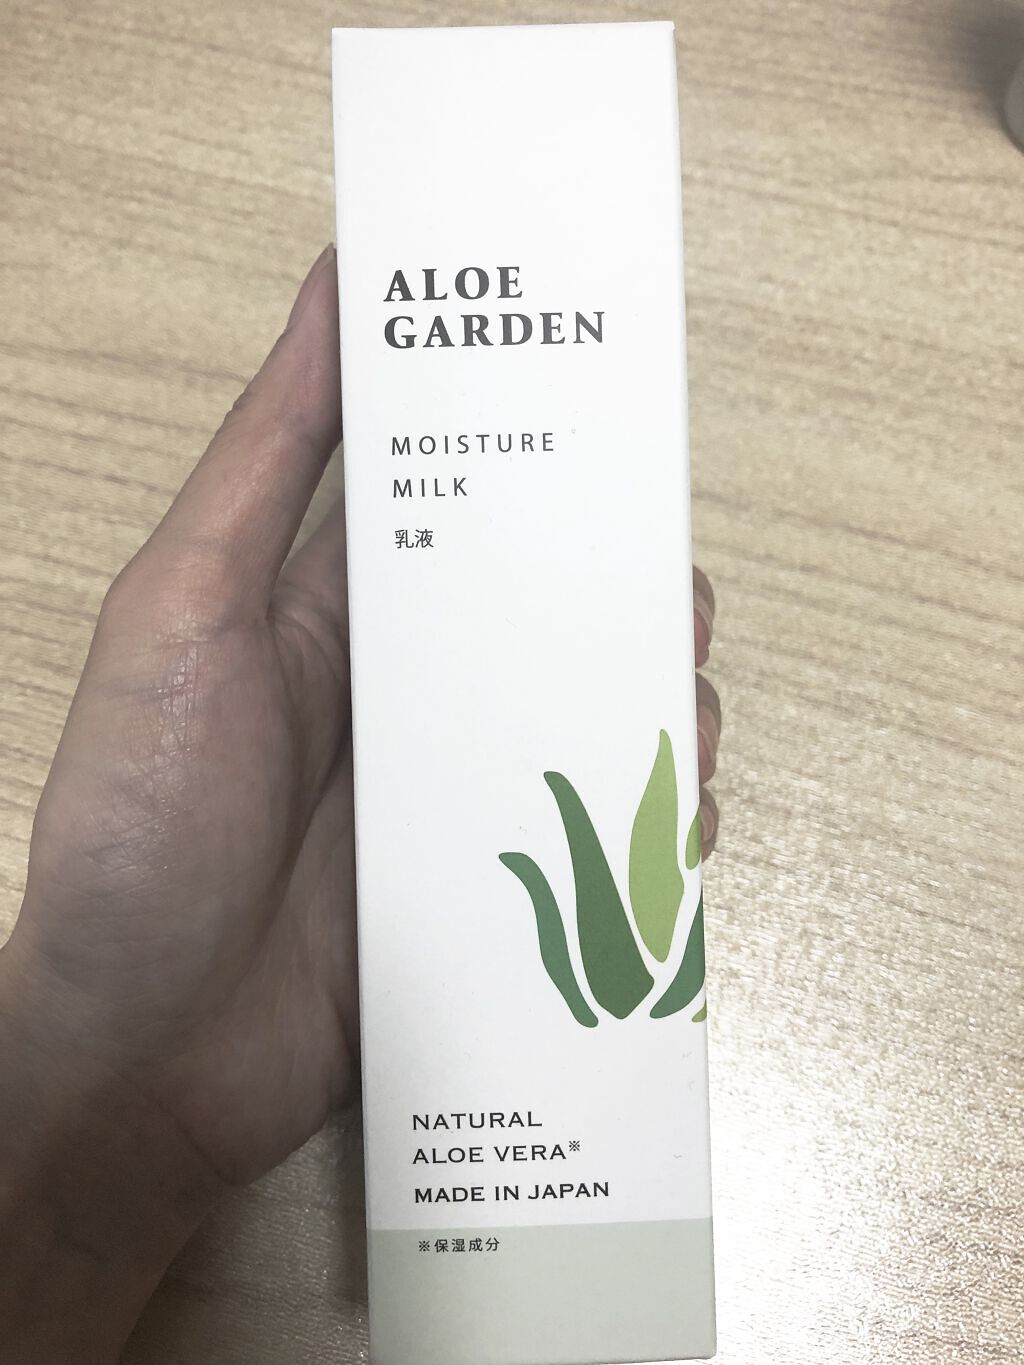 ALOE
GARDEN
MOISTURE
MILK
乳液
NATURAL
ALOE VERA※
MADE IN JAPAN
※保湿成分